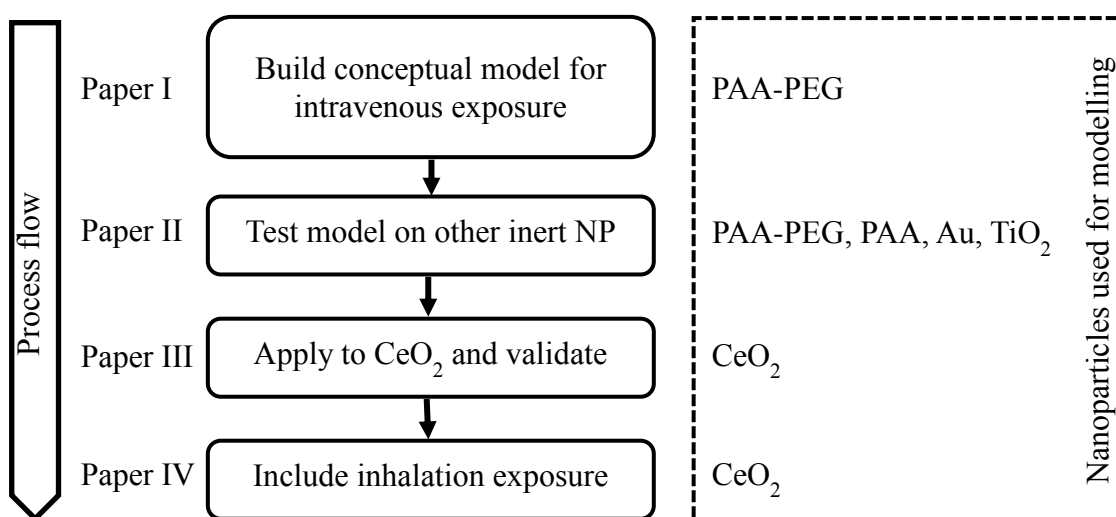 Process flow
Paper I
Build conceptual model for
intravenous exposure
PAA-PEG
Paper II
Test model on other inert NP
PAA-PEG, PAA, Au, TiO₂
Paper III
Apply to CeO₂ and validate
CeO₂
Paper IV
Include inhalation exposure
CeO₂
Nanoparticles used for modelling